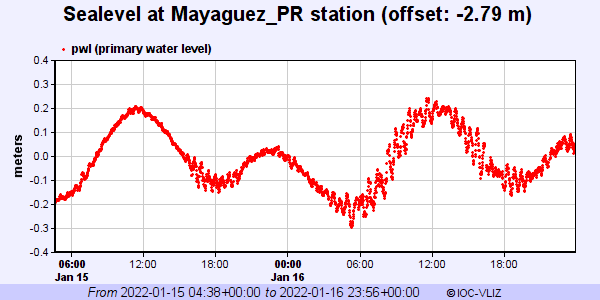 Sealevel at Mayaguez_PR station (offset: -2.79 m)
pwl (primary water level)
meters
0.4
0.3
0.2
0.1
0.0
-0.1
-0.2
-0.3
-0.4
06:00 12:00 18:00 00:00 06:00 12:00 18:00
Jan 15 Jan 16
From 2022-01-15 04:38+00:00 to 2022-01-16 23:56+00:00 © IOC-VLIZ